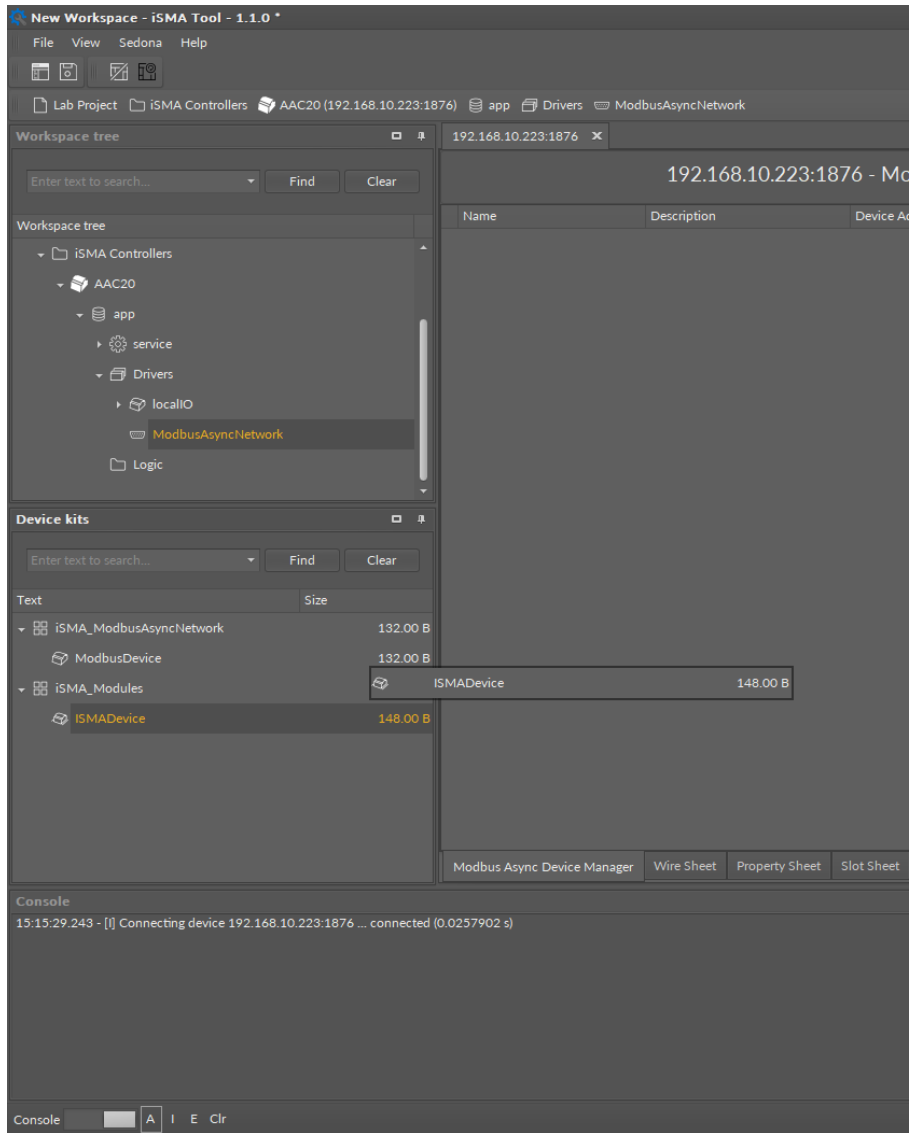 New Workspace - iSMA Tool - 1.1.0 *
File View Sedona Help
Lab Project iSMA Controllers AAC20 (192.168.10.223:1876) app Drivers ModbusAsyncNetwork
Workspace tree
Enter text to search... Find Clear
Workspace tree
iSMA Controllers
AAC20
app
service
Drivers
localIO
ModbusAsyncNetwork
Logic
Device kits
Enter text to search... Find Clear
Text Size
iSMA_ModbusAsyncNetwork 132.00 B
ModbusDevice 132.00 B
iSMA_Modules
ISMADevice 148.00 B
192.168.10.223:1876 x
192.168.10.223:1876 - Mo
Name Description Device Ad
ISMADevice 148.00 B
Modbus Async Device Manager Wire Sheet Property Sheet Slot Sheet
Console
15:15:29.243 - [I] Connecting device 192.168.10.223:1876 ... connected (0.0257902 s)
Console A I E Clr